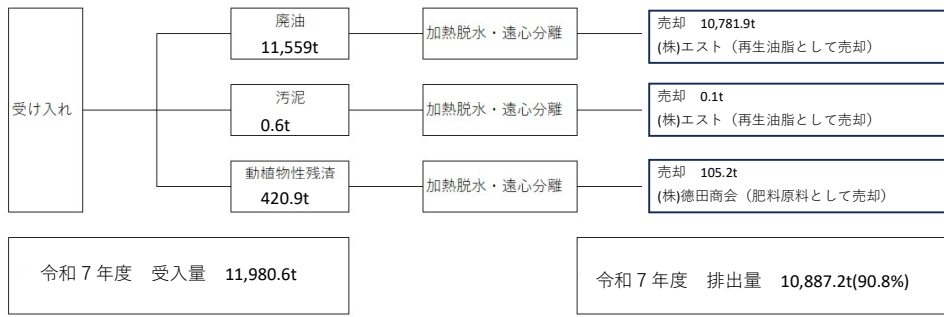 受け入れ
廃油
11,559t
加熱脱水・遠心分離
売却 10,781.9t
(株)エスト（再生油脂として売却）
汚泥
0.6t
加熱脱水・遠心分離
売却 0.1t
(株)エスト（再生油脂として売却）
動植物性残渣
420.9t
加熱脱水・遠心分離
売却 105.2t
(株)德田商会（肥料原料として売却）
令和７年度 受入量 11,980.6t
令和７年度 排出量 10,887.2t(90.8%)